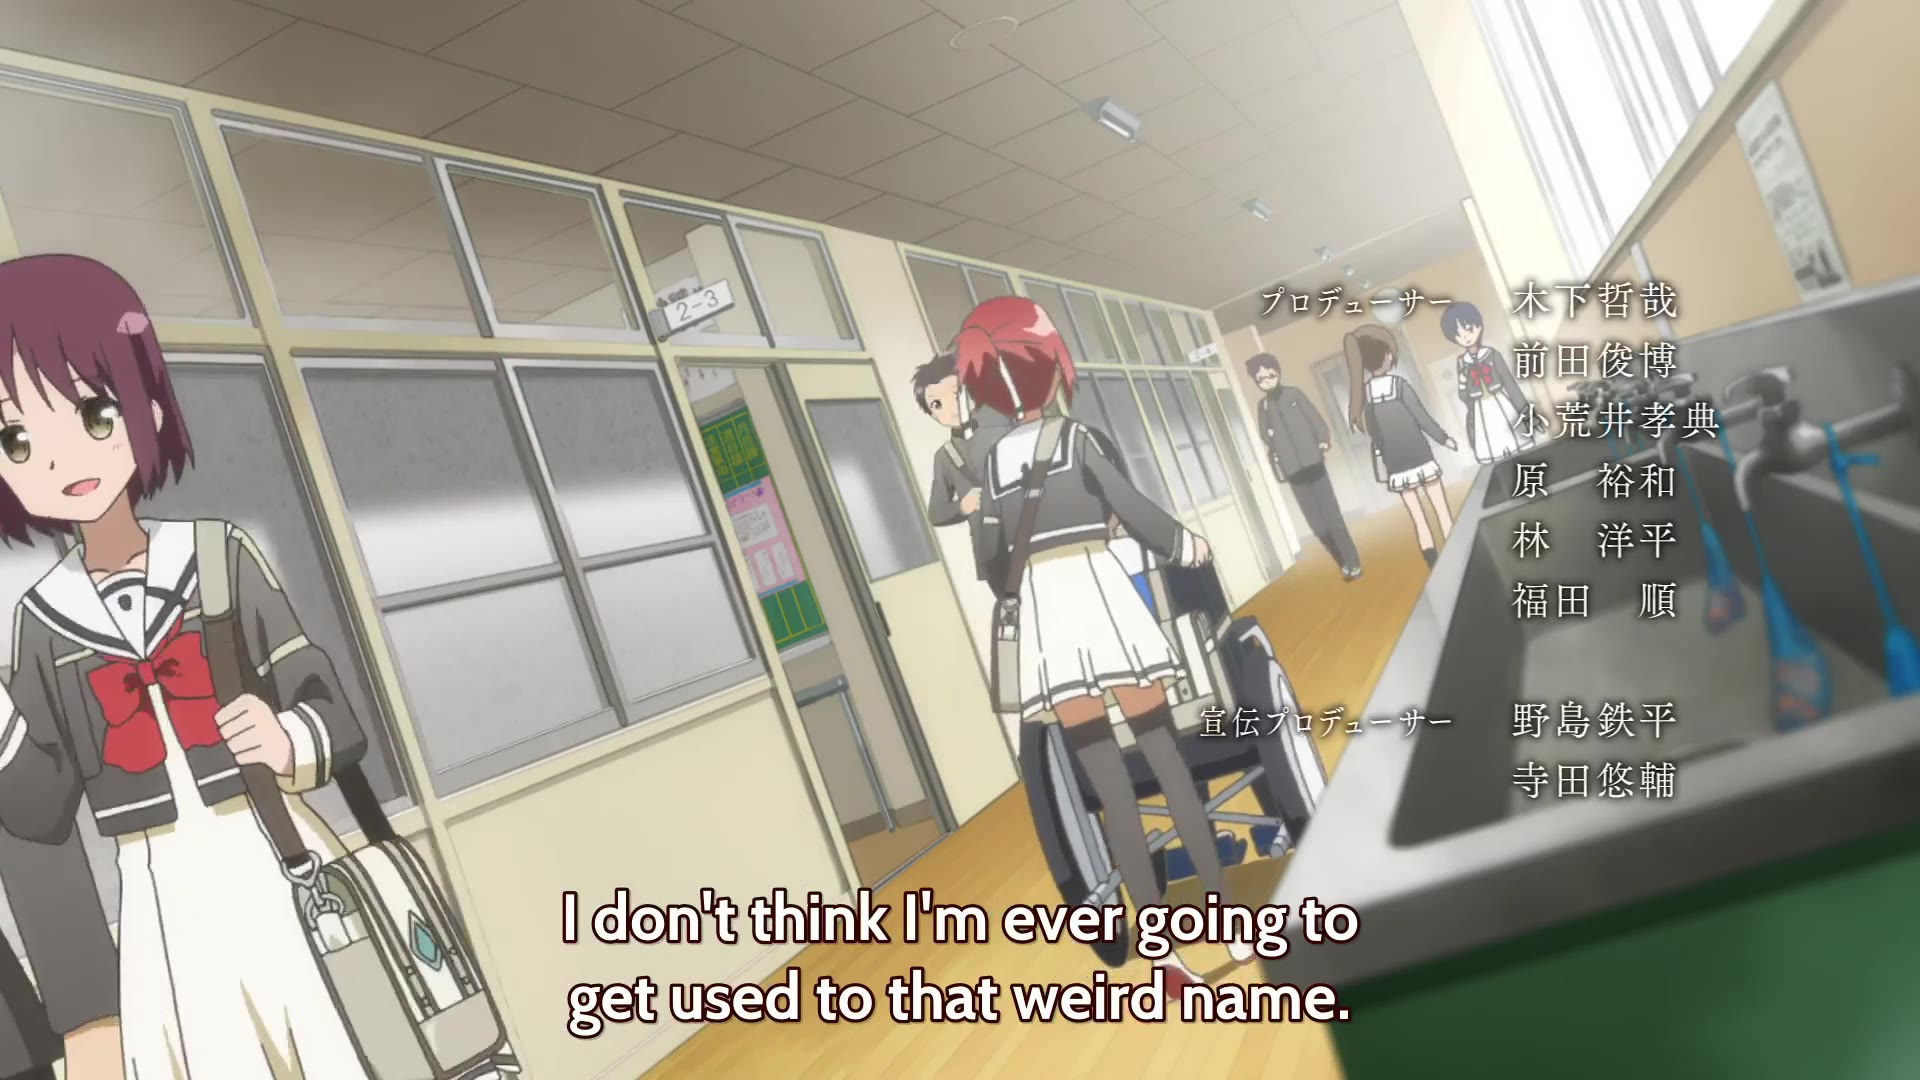 2-3
プロデューサー 木下哲哉
前田俊博
小荒井孝典
原 裕和
林 洋平
福田 順
宣伝プロデューサー 野島鉄平
寺田悠輔
I don't think I'm ever going to
get used to that weird name.